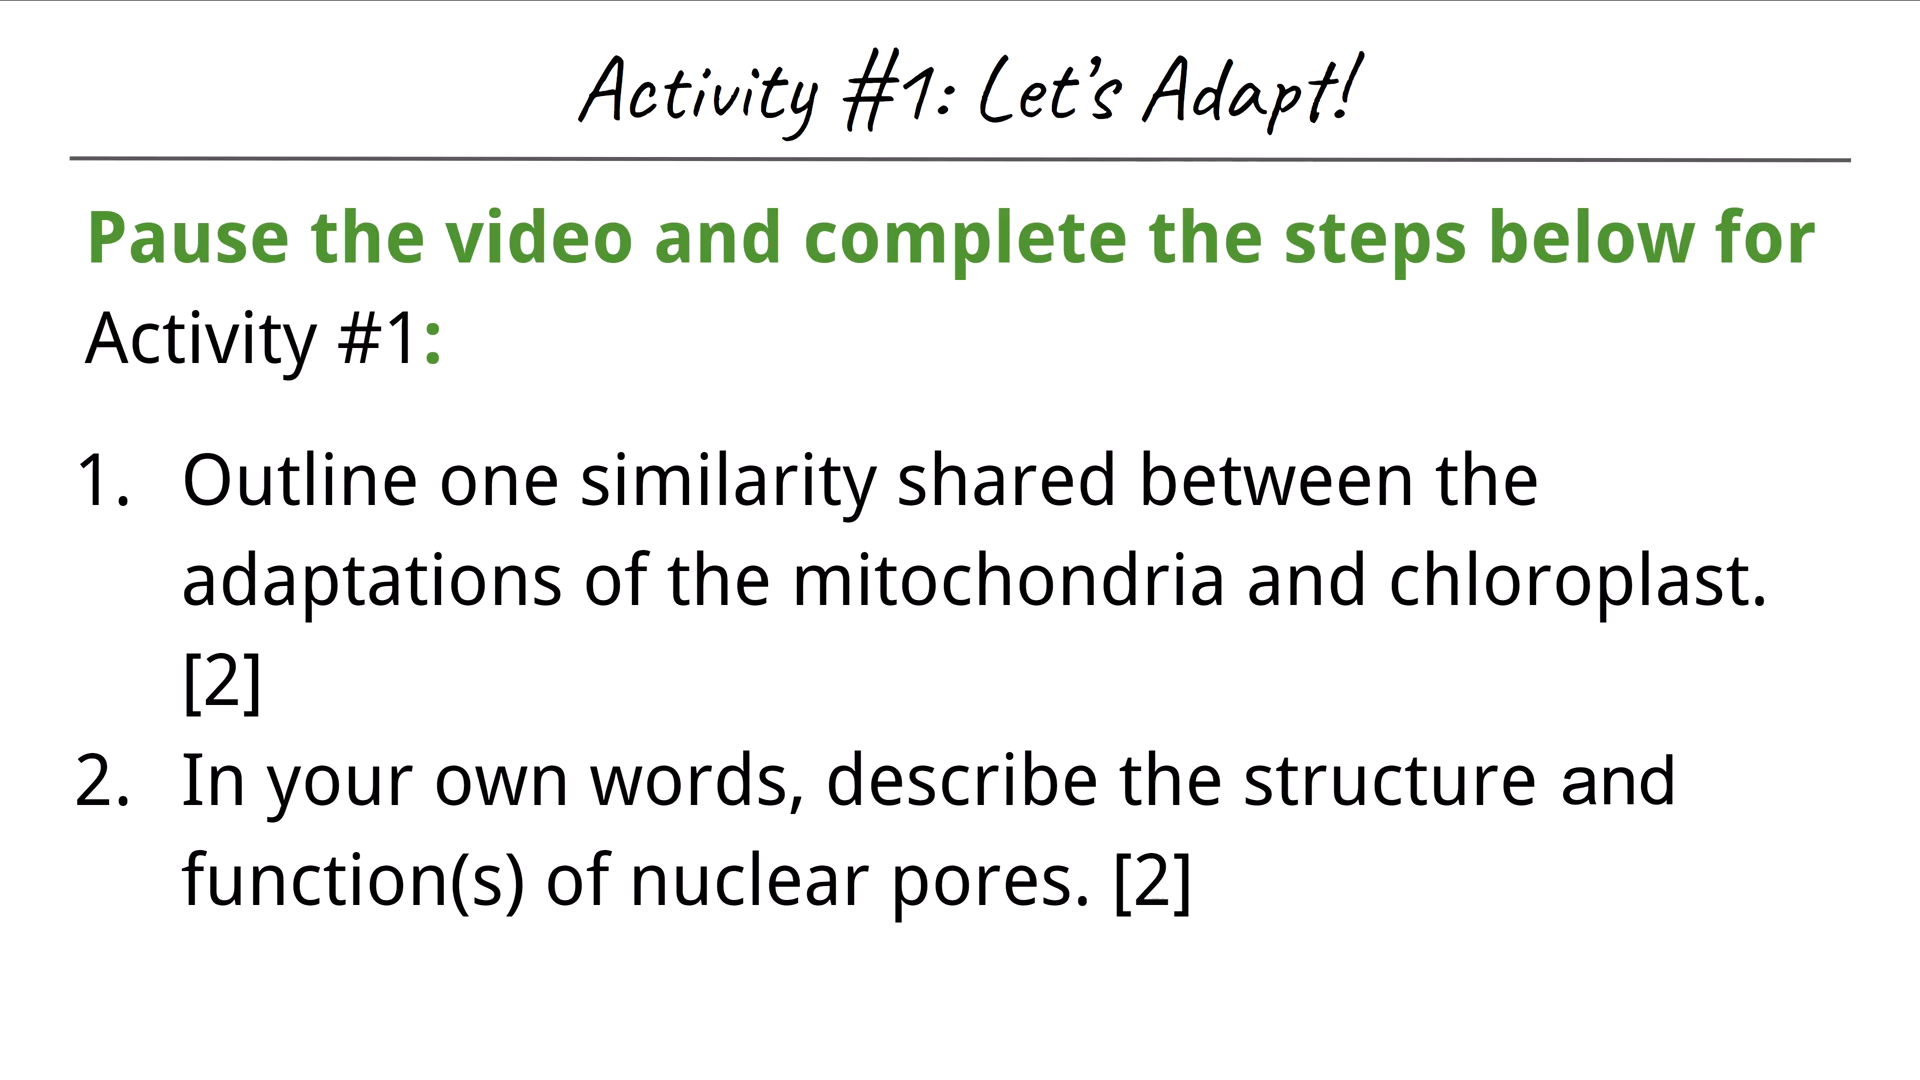 Activity #1: Let's Adapt!
Pause the video and complete the steps below for
Activity #1:
1. Outline one similarity shared between the
adaptations of the mitochondria and chloroplast.
[2]
2. In your own words, describe the structure and
function(s) of nuclear pores. [2]